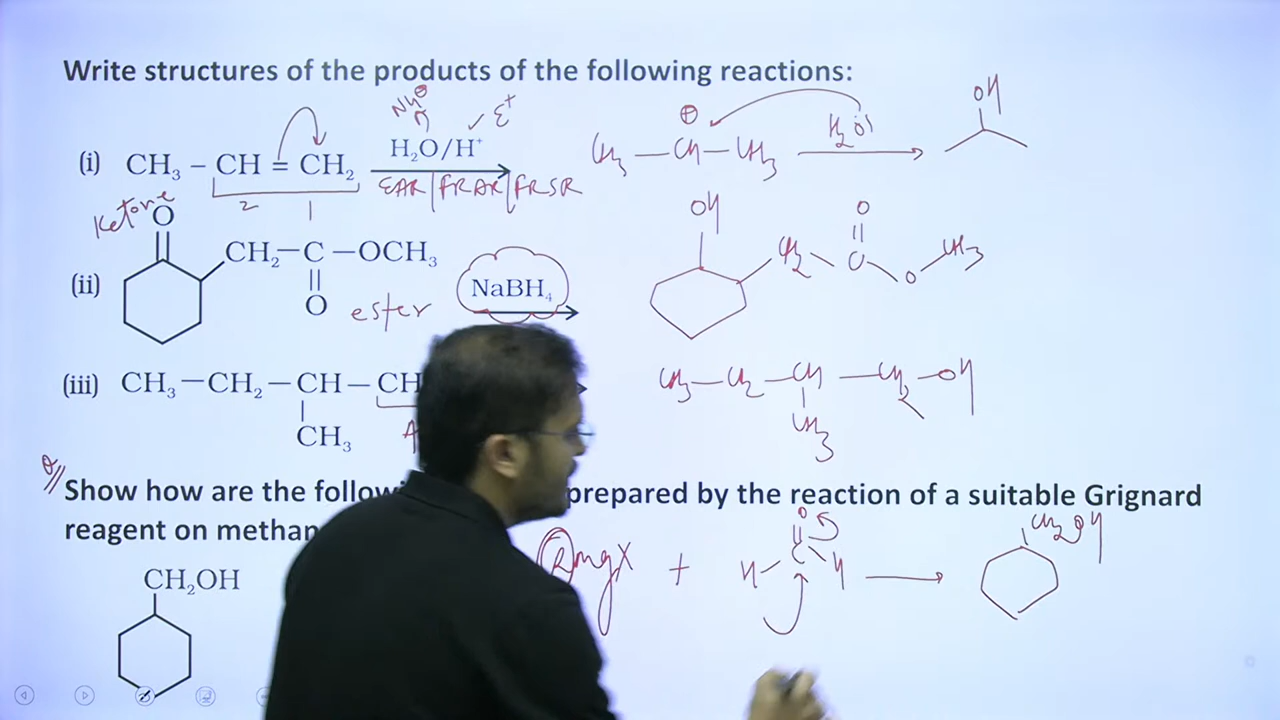 Write structures of the products of the following reactions:
Nu⊖ E⁺
(i) CH₃ – CH = CH₂ H₂O/H⁺ CH₃ — CH — CH₃ ⊕ H₂O OH
EAR | FRAR | FRSR
2 1
Ketone
O
(ii) CH₂–C –OCH₃ NaBH₄ OH CH₂ C O O CH₃
O ester
(iii) CH₃–CH₂–CH–CH CH₃—CH₂—CH—CH₂—OH
CH₃ CH₃
Q Show how are the prepared by the reaction of a suitable Grignard
reagent on
CH₂OH RMgX + H C O H CH₂OH